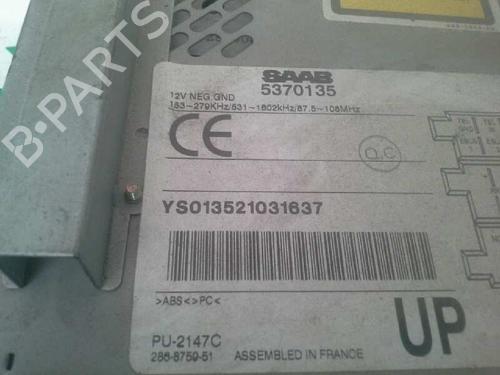 SAAB
5370135
12V NEG.GND
153-279KHz/531-1602kHz/87.5-108MHz
CE
Q.C
YS013521031637
>ABS<>PC<
UP
PU-2147C
286-8759-51 ASSEMBLED IN FRANCE
B-Parts